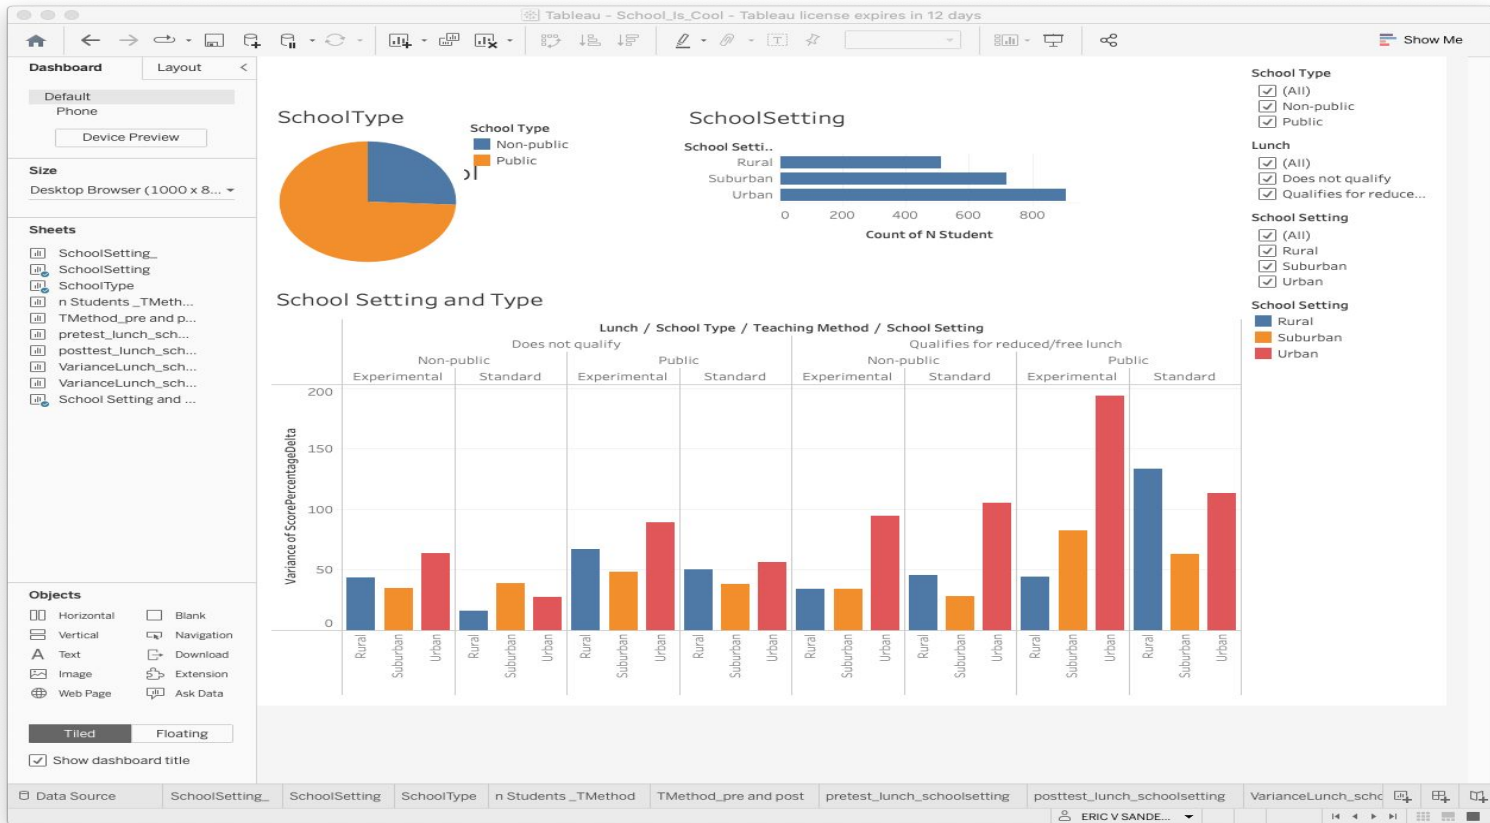 Tableau - School_Is_Cool - Tableau license expires in 12 days
Show Me
Dashboard
Layout
Default
Phone
Device Preview
Size
Desktop Browser (1000 x 8...
Sheets
SchoolSetting_
SchoolSetting
SchoolType
n Students _TMeth...
TMethod_pre and p...
pretest_lunch_sch...
posttest_lunch_sch...
VarianceLunch_sch...
VarianceLunch_sch...
School Setting and ...
Objects
Horizontal Blank
Vertical Navigation
Text Download
Image Extension
Web Page Ask Data
Tiled Floating
Show dashboard title
SchoolType
School Type
Non-public
Public
ol
SchoolSetting
School Setti..
Rural
Suburban
Urban
0 200 400 600 800
Count of N Student
School Setting and Type
Lunch / School Type / Teaching Method / School Setting
Does not qualify Qualifies for reduced/free lunch
Non-public Public Non-public Public
Experimental Standard Experimental Standard Experimental Standard Experimental Standard
Variance of ScorePercentageDelta
200
150
100
50
0
Rural Suburban Urban Rural Suburban Urban Rural Suburban Urban Rural Suburban Urban Rural Suburban Urban Rural Suburban Urban Rural Suburban Urban Rural Suburban Urban
School Type
(All)
Non-public
Public
Lunch
(All)
Does not qualify
Qualifies for reduce...
School Setting
(All)
Rural
Suburban
Urban
School Setting
Rural
Suburban
Urban
Data Source SchoolSetting_ SchoolSetting SchoolType n Students _TMethod TMethod_pre and post pretest_lunch_schoolsetting posttest_lunch_schoolsetting VarianceLunch_scho
ERIC V SANDE...